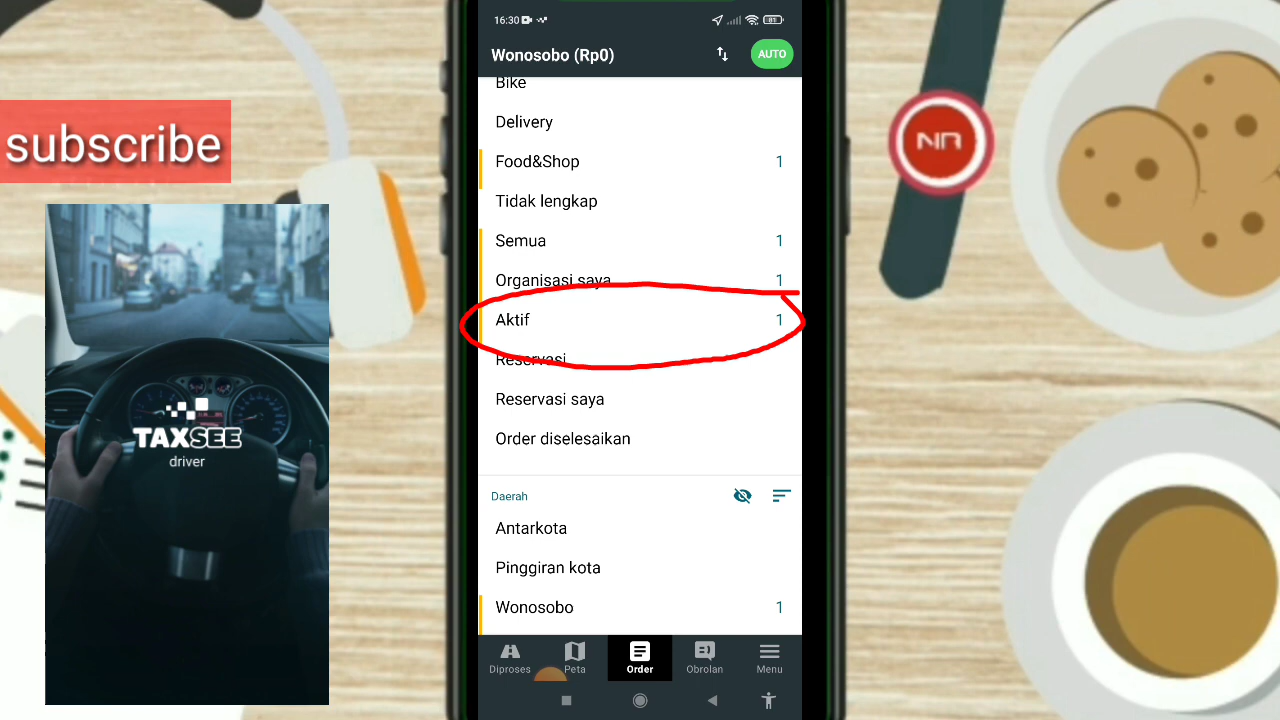 subscribe
TAXSEE
driver
16:30
81
Wonosobo (Rp0)
AUTO
Bike
Delivery
Food&Shop 1
Tidak lengkap
Semua 1
Organisasi saya 1
Aktif 1
Reservasi
Reservasi saya
Order diselesaikan
Daerah
Antarkota
Pinggiran kota
Wonosobo 1
Diproses Peta Order Obrolan Menu
NR